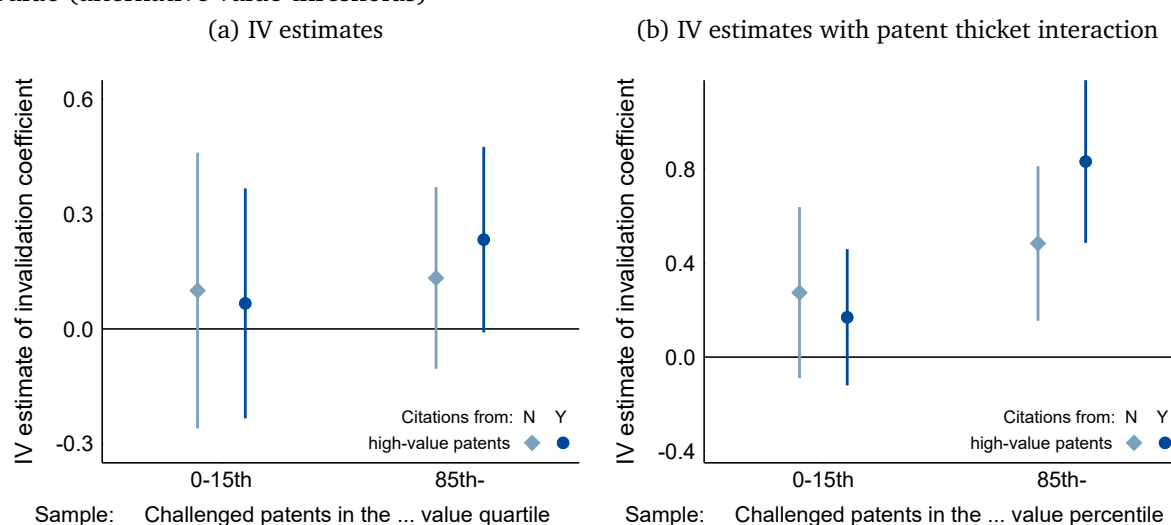 (a) IV estimates
(b) IV estimates with patent thicket interaction
IV estimate of invalidation coefficient
0.6
0.3
0.0
-0.3
Citations from: N Y
high-value patents
0-15th
85th-
Sample: Challenged patents in the ... value quartile
IV estimate of invalidation coefficient
0.8
0.4
0.0
-0.4
Citations from: N Y
high-value patents
0-15th
85th-
Sample: Challenged patents in the ... value percentile